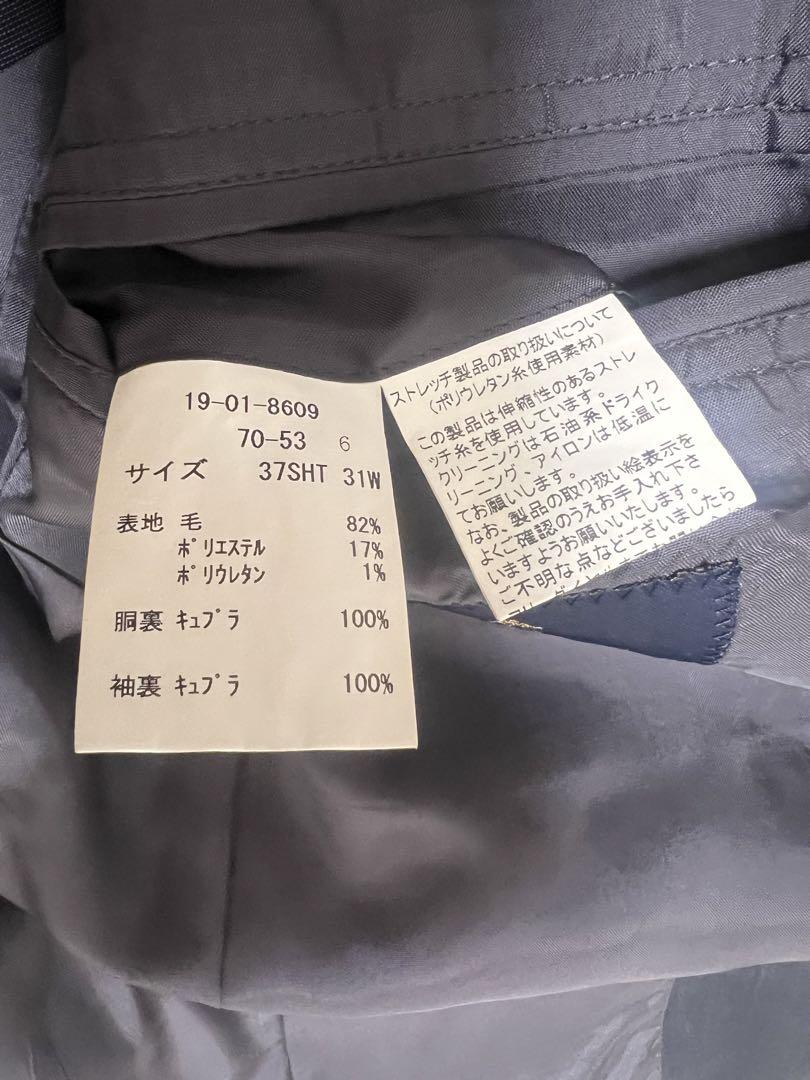 19-01-8609
70-53 6
サイズ 37SHT 31W
表地 毛 82%
ﾎﾟﾘｴｽﾃﾙ 17%
ﾎﾟﾘｳﾚﾀﾝ 1%
胴裏 ｷｭﾌﾟﾗ 100%
袖裏 ｷｭﾌﾟﾗ 100%
ストレッチ製品の取り扱いについて
(ポリウレタン糸使用素材)
この製品は伸縮性のあるストレ
ッチ糸を使用しています。
クリーニングは石油系ドライク
リーニング、アイロンは低温に
てお願いします。
なお、製品の取り扱い絵表示を
よくご確認のうえお手入れ下さ
いますようお願いいたします。
ご不明な点などございましたら